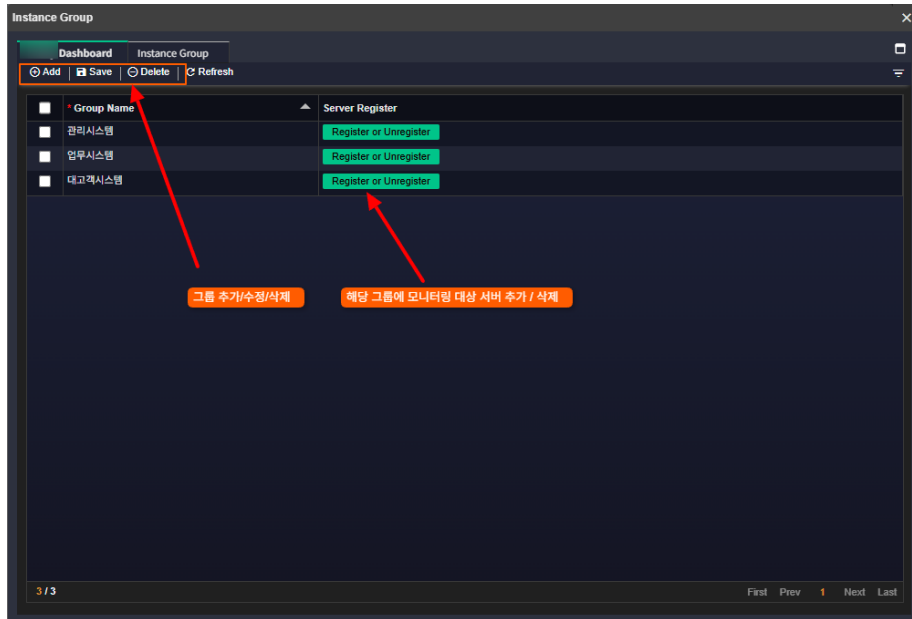 Instance Group
Dashboard Instance Group
Add Save Delete Refresh
* Group Name Server Register
관리시스템 Register or Unregister
업무시스템 Register or Unregister
대고객시스템 Register or Unregister
그룹 추가/수정/삭제 해당 그룹에 모니터링 대상 서버 추가 / 삭제
3 / 3 First Prev 1 Next Last